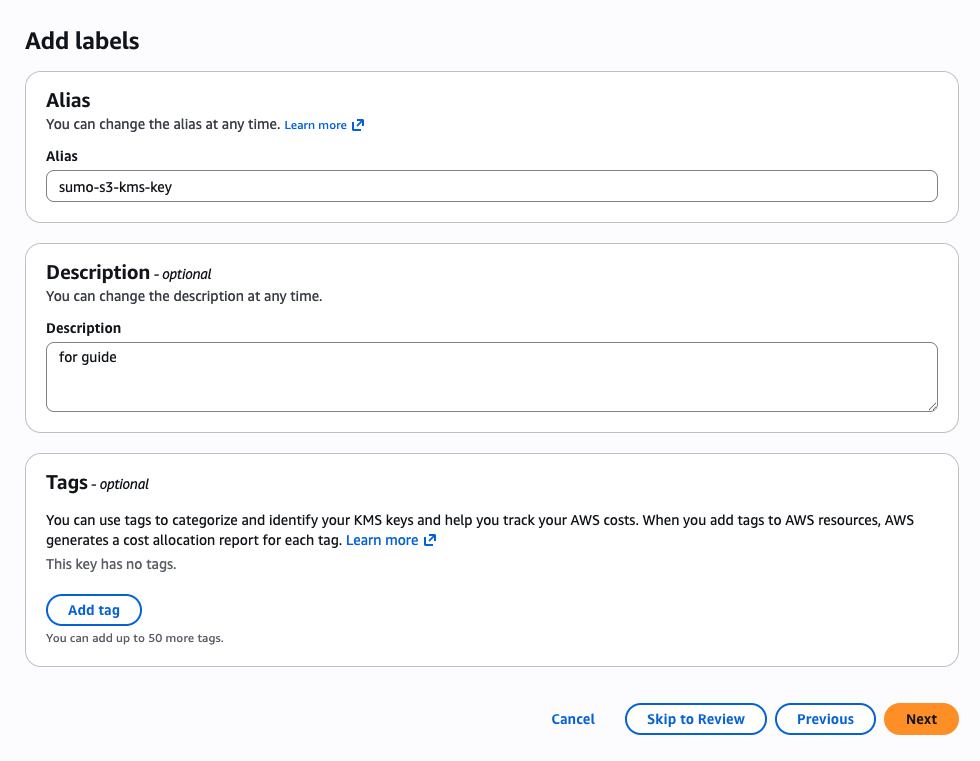 Add labels
Alias
You can change the alias at any time. Learn more
Alias
sumo-s3-kms-key
Description - optional
You can change the description at any time.
Description
for guide
Tags - optional
You can use tags to categorize and identify your KMS keys and help you track your AWS costs. When you add tags to AWS resources, AWS
generates a cost allocation report for each tag. Learn more
This key has no tags.
Add tag
You can add up to 50 more tags.
Cancel Skip to Review Previous Next